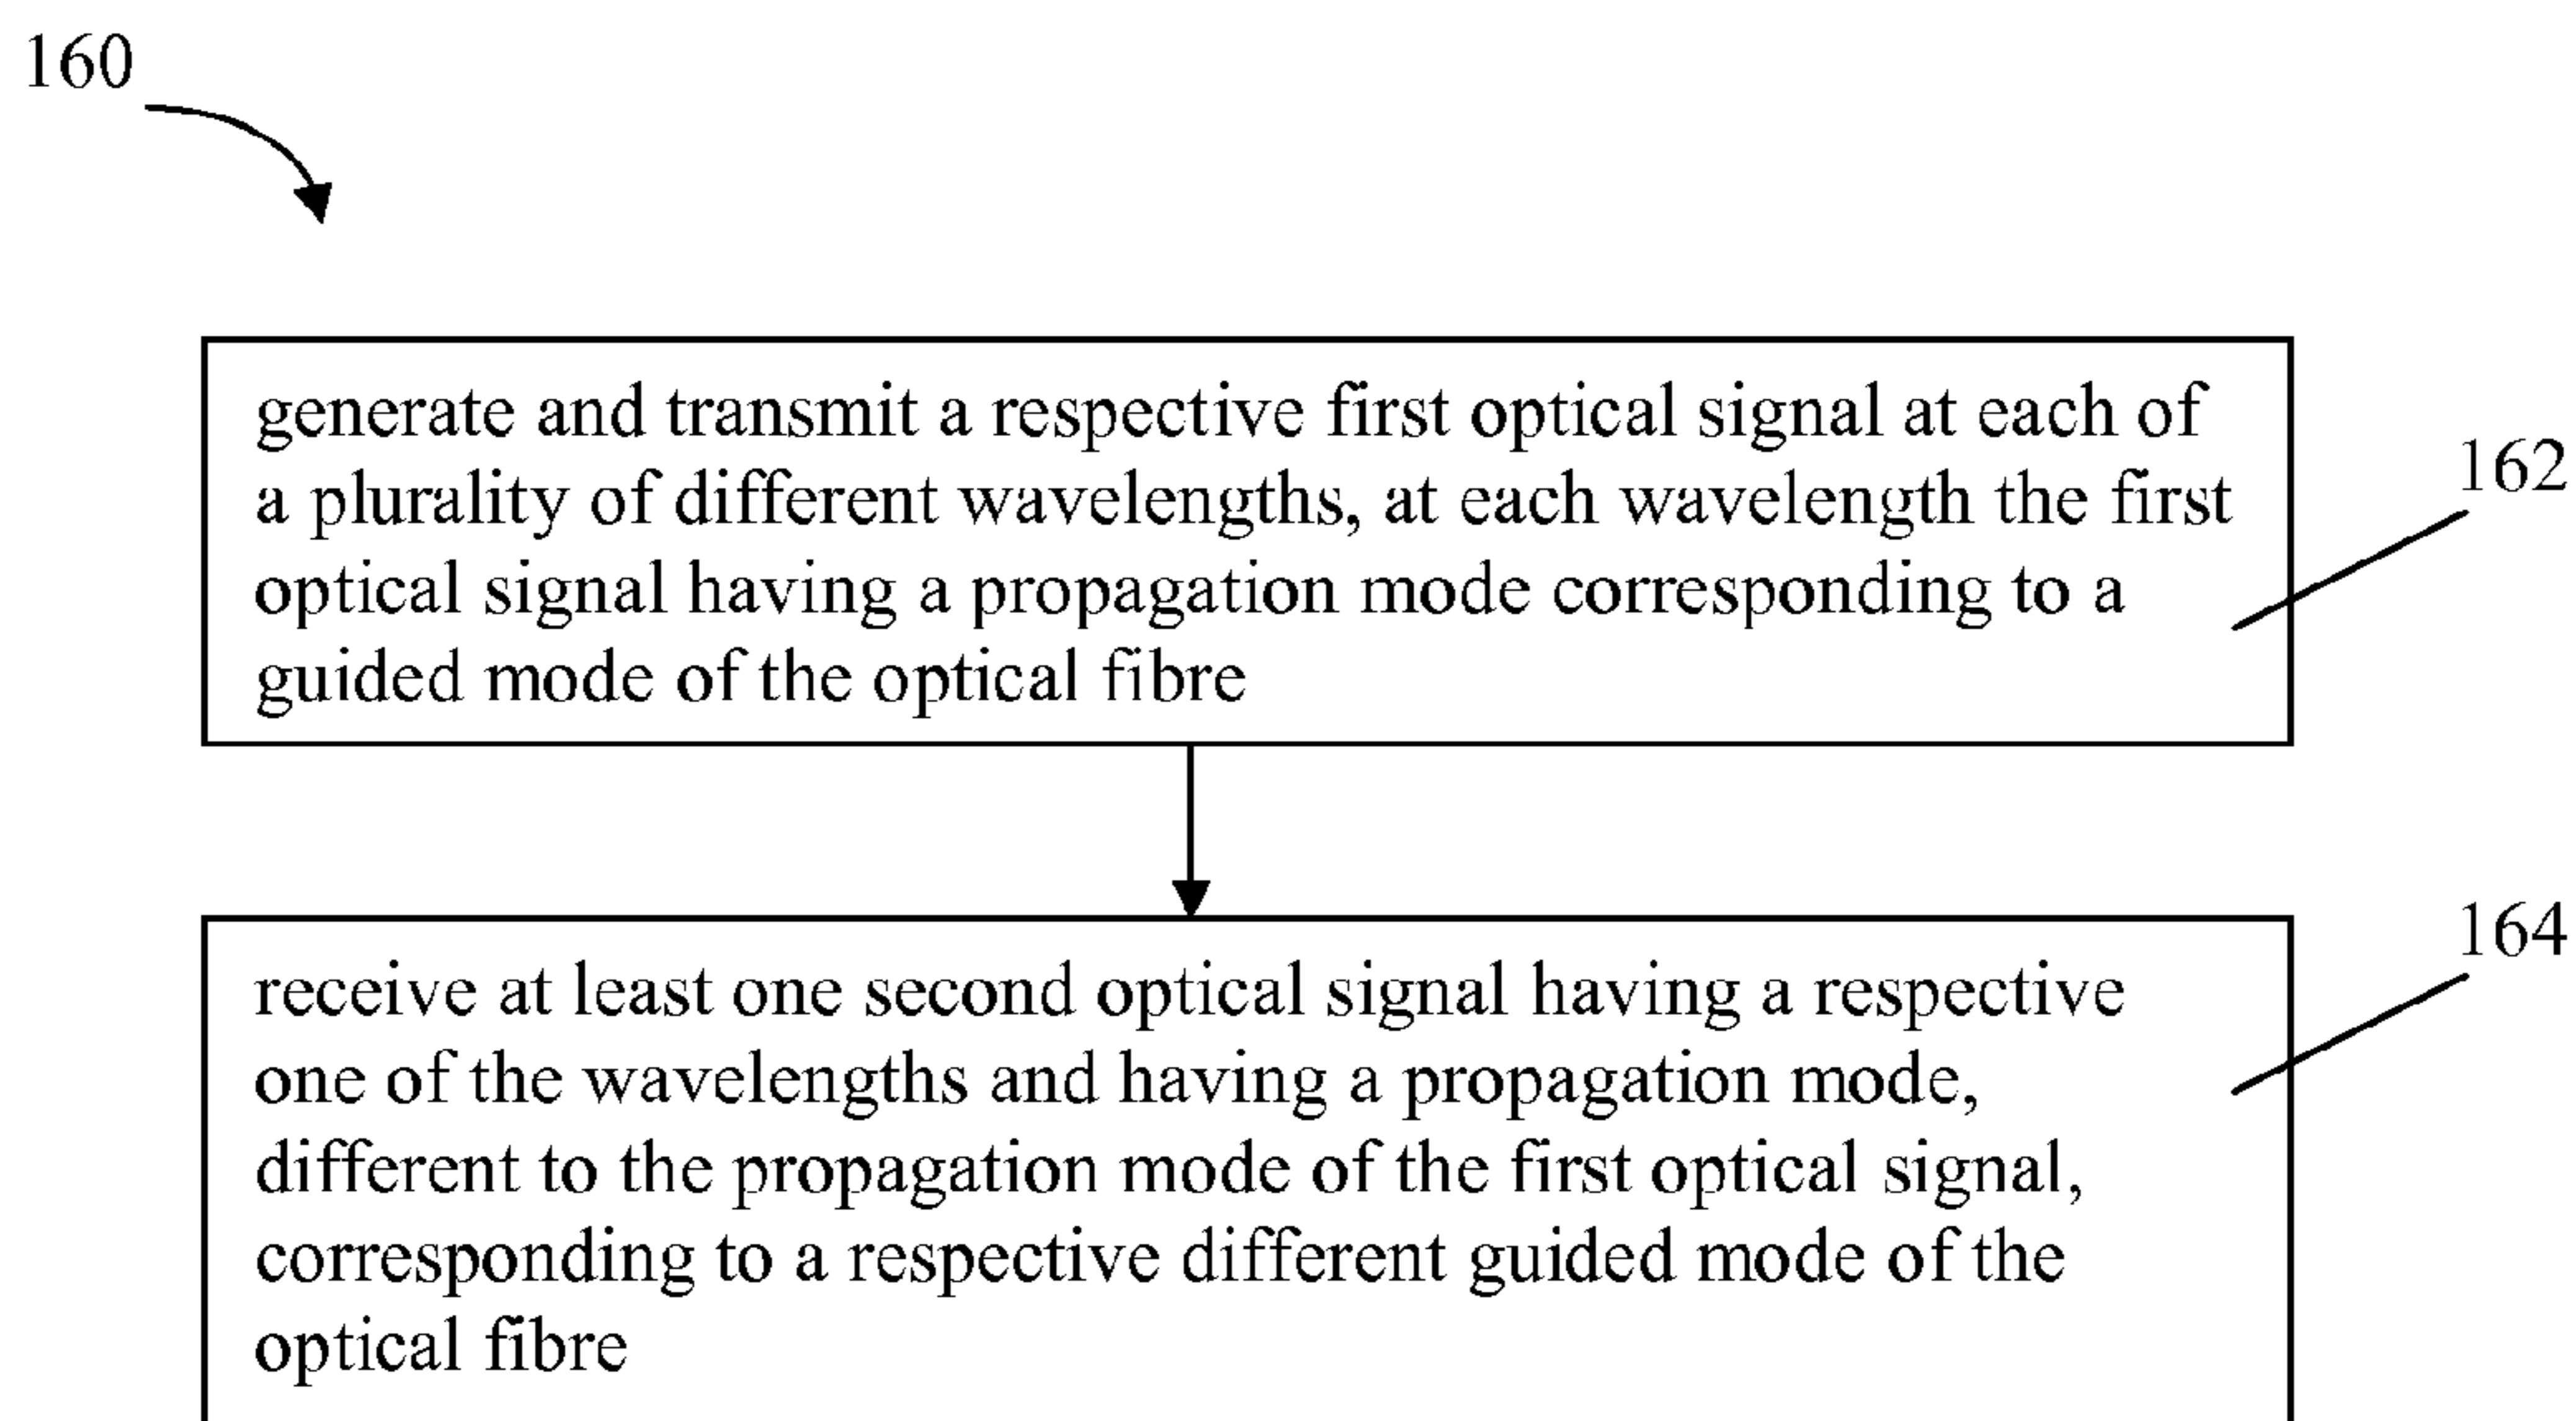 160
generate and transmit a respective first optical signal at each of
a plurality of different wavelengths, at each wavelength the first
optical signal having a propagation mode corresponding to a
guided mode of the optical fibre
162
receive at least one second optical signal having a respective
one of the wavelengths and having a propagation mode,
different to the propagation mode of the first optical signal,
corresponding to a respective different guided mode of the
optical fibre
164